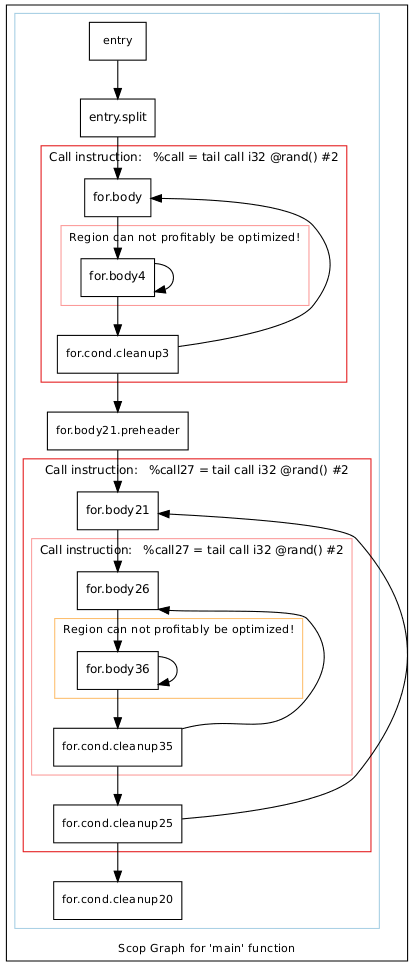 entry
entry.split
Call instruction:   %call = tail call i32 @rand() #2
for.body
Region can not profitably be optimized!
for.body4
for.cond.cleanup3
for.body21.preheader
Call instruction:   %call27 = tail call i32 @rand() #2
for.body21
Call instruction:   %call27 = tail call i32 @rand() #2
for.body26
Region can not profitably be optimized!
for.body36
for.cond.cleanup35
for.cond.cleanup25
for.cond.cleanup20
Scop Graph for 'main' function